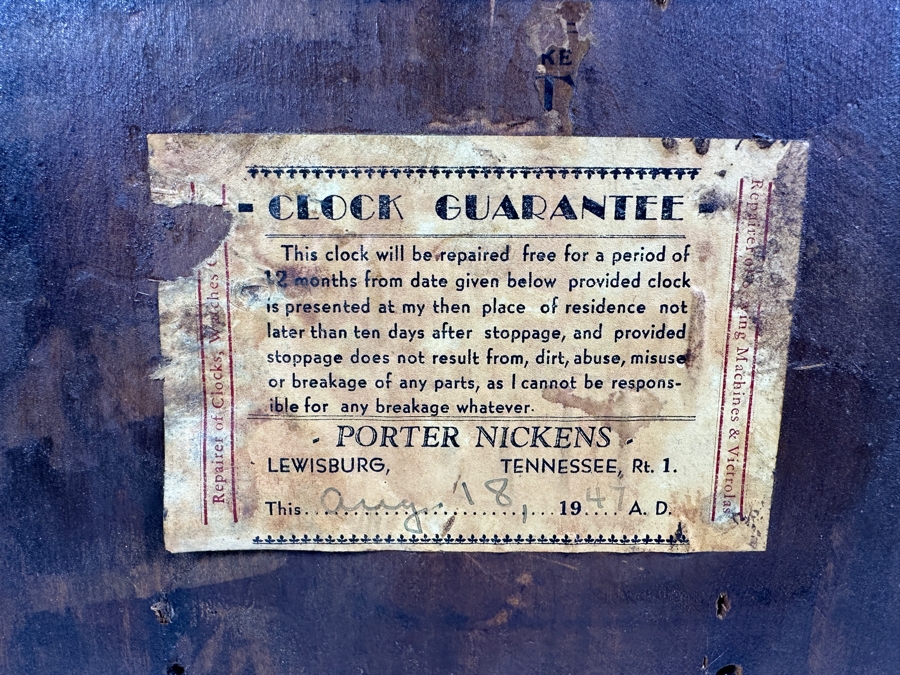 KE
T
CLOCK GUARANTEE
This clock will be repaired free for a period of
12 months from date given below provided clock
is presented at my then place of residence not
later than ten days after stoppage, and provided
stoppage does not result from, dirt, abuse, misuse
or breakage of any parts, as I cannot be respons-
ible for any breakage whatever.
- PORTER NICKENS -
LEWISBURG, TENNESSEE, Rt. 1.
This....Aug. 18,...1947 A. D.
Repairer of Clocks, Watches
Machines & Victrolas